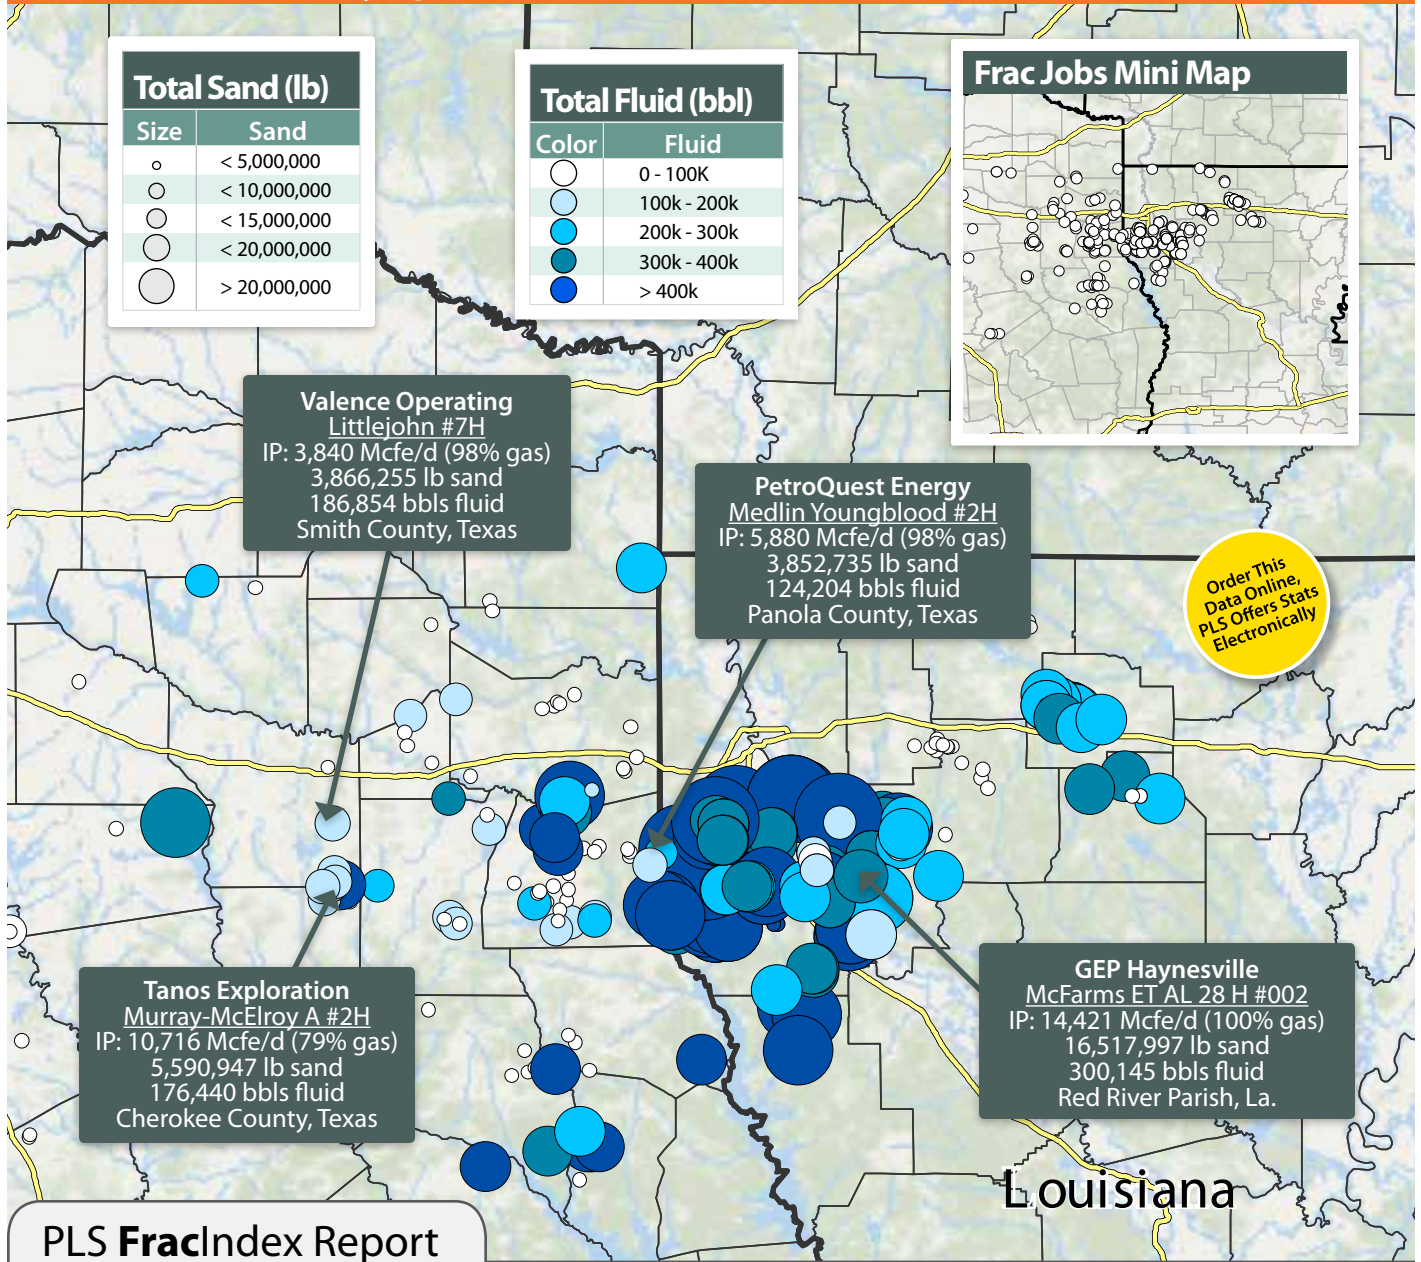 Total Sand (lb)
Size Sand
< 5,000,000
< 10,000,000
< 15,000,000
< 20,000,000
> 20,000,000
Total Fluid (bbl)
Color Fluid
0 - 100K
100k - 200k
200k - 300k
300k - 400k
> 400k
Frac Jobs Mini Map
Valence Operating
Littlejohn #7H
IP: 3,840 Mcfe/d (98% gas)
3,866,255 lb sand
186,854 bbls fluid
Smith County, Texas
PetroQuest Energy
Medlin Youngblood #2H
IP: 5,880 Mcfe/d (98% gas)
3,852,735 lb sand
124,204 bbls fluid
Panola County, Texas
Order This
Data Online,
PLS Offers Stats
Electronically
Tanos Exploration
Murray-McElroy A #2H
IP: 10,716 Mcfe/d (79% gas)
5,590,947 lb sand
176,440 bbls fluid
Cherokee County, Texas
GEP Haynesville
McFarms ET AL 28 H #002
IP: 14,421 Mcfe/d (100% gas)
16,517,997 lb sand
300,145 bbls fluid
Red River Parish, La.
Louisiana
PLS FracIndex Report